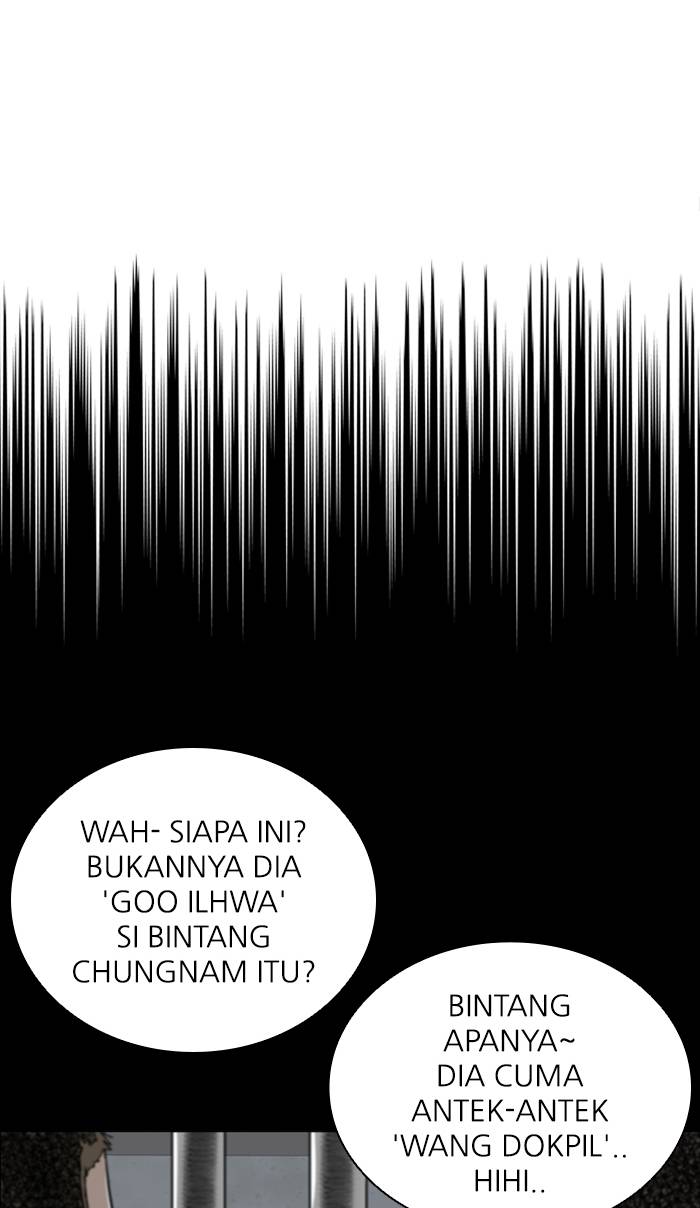 WAH- SIAPA INI?
BUKANNYA DIA
'GOO ILHWA'
SI BINTANG
CHUNGNAM ITU?
BINTANG
APANYA~
DIA CUMA
ANTEK-ANTEK
'WANG DOKPIL'..
HIHI..